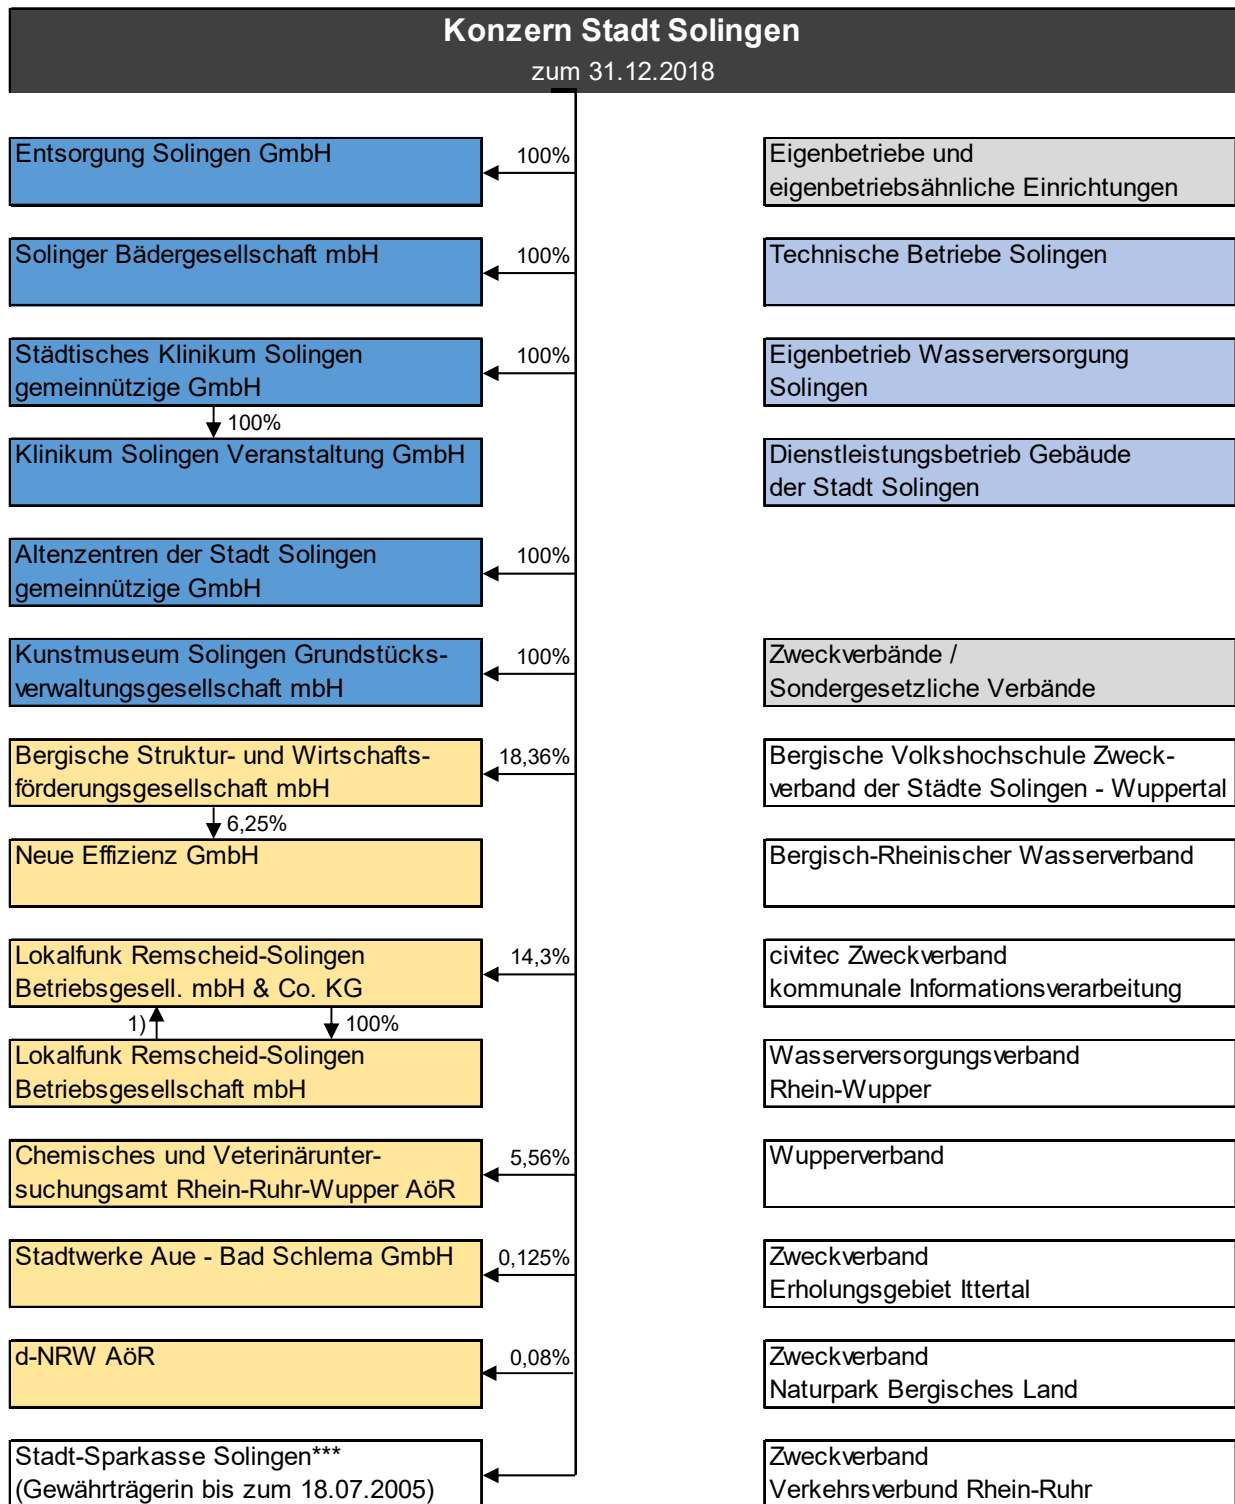 Konzern Stadt Solingen
zum 31.12.2018
Entsorgung Solingen GmbH
100%
Solinger Bädergesellschaft mbH
100%
Städtisches Klinikum Solingen
gemeinnützige GmbH
100%
100%
Klinikum Solingen Veranstaltung GmbH
Altenzentren der Stadt Solingen
gemeinnützige GmbH
100%
Kunstmuseum Solingen Grundstücks-
verwaltungsgesellschaft mbH
100%
Bergische Struktur- und Wirtschafts-
förderungsgesellschaft mbH
18,36%
6,25%
Neue Effizienz GmbH
Lokalfunk Remscheid-Solingen
Betriebsgesell. mbH & Co. KG
14,3%
1)
100%
Lokalfunk Remscheid-Solingen
Betriebsgesellschaft mbH
Chemisches und Veterinärunter-
suchungsamt Rhein-Ruhr-Wupper AöR
5,56%
Stadtwerke Aue - Bad Schlema GmbH
0,125%
d-NRW AöR
0,08%
Stadt-Sparkasse Solingen***
(Gewährträgerin bis zum 18.07.2005)
Eigenbetriebe und
eigenbetriebsähnliche Einrichtungen
Technische Betriebe Solingen
Eigenbetrieb Wasserversorgung
Solingen
Dienstleistungsbetrieb Gebäude
der Stadt Solingen
Zweckverbände /
Sondergesetzliche Verbände
Bergische Volkshochschule Zweck-
verband der Städte Solingen - Wuppertal
Bergisch-Rheinischer Wasserverband
civitec Zweckverband
kommunale Informationsverarbeitung
Wasserversorgungsverband
Rhein-Wupper
Wupperverband
Zweckverband
Erholungsgebiet Ittertal
Zweckverband
Naturpark Bergisches Land
Zweckverband
Verkehrsverbund Rhein-Ruhr